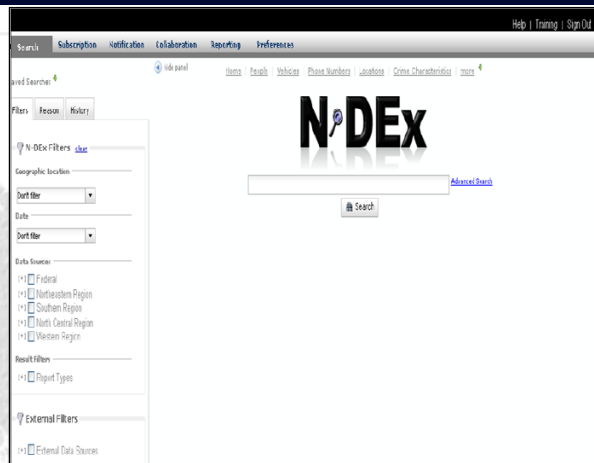 Help | Training | Sign Out
Search Subscription Notification Collaboration Reporting Preferences
Hide panel
Home | People | Vehicles | Phone Numbers | Locations | Crime Characteristics | more
aved Searches
Filters Reason History
N-DEx
N-DEx Filters clear
Geographic Location
Don't filter
Advanced Search
Search
Date
Don't filter
Data Sources
[+] Federal
[+] Northeastern Region
[+] Southern Region
[+] North Central Region
[+] Western Region
Result Filters
[+] Report Types
External Filters
[+] External Data Sources